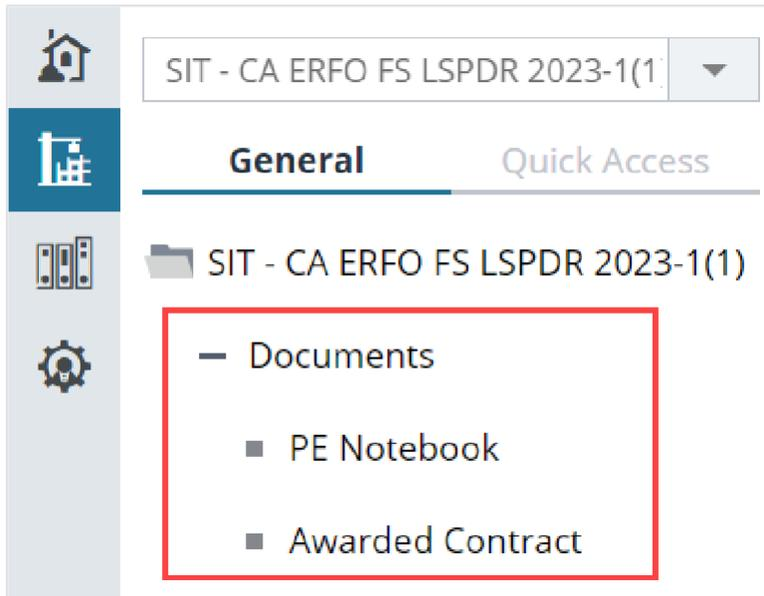 SIT - CA ERFO FS LSPDR 2023-1(1
General Quick Access
SIT - CA ERFO FS LSPDR 2023-1(1)
Documents
PE Notebook
Awarded Contract